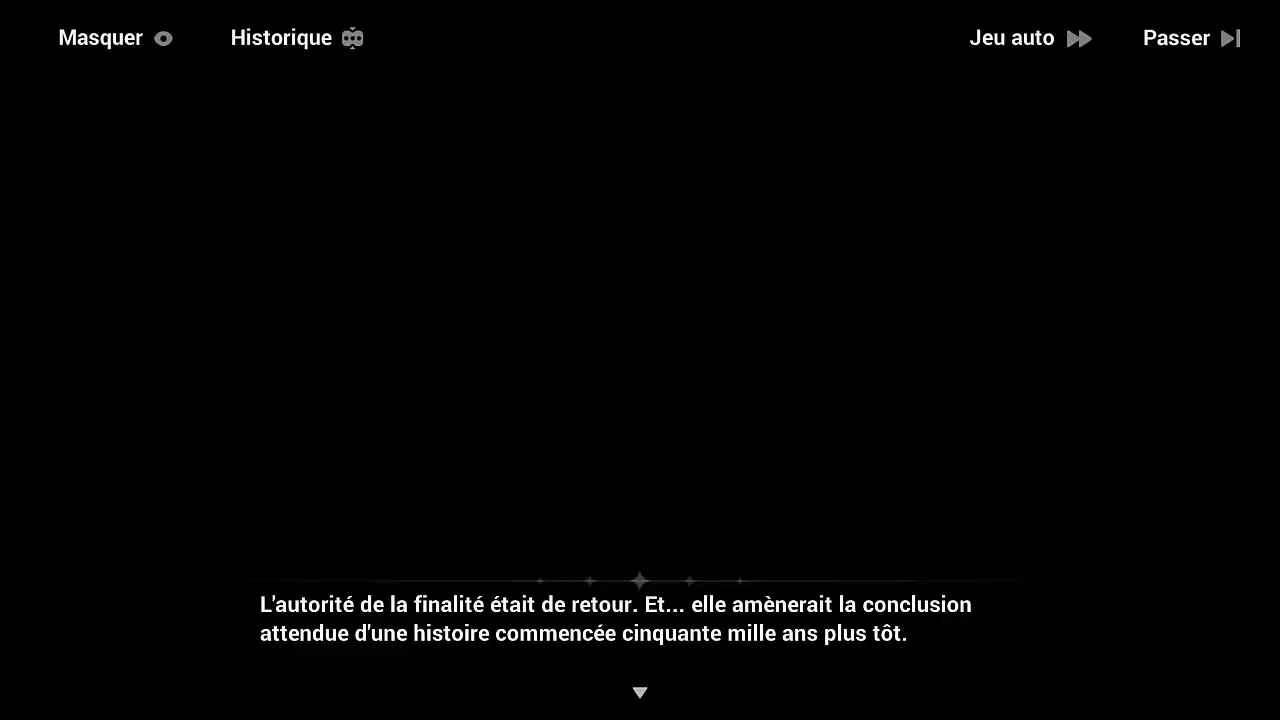 Masquer
Historique
Jeu auto
Passer
L'autorité de la finalité était de retour. Et... elle amènerait la conclusion
attendue d'une histoire commencée cinquante mille ans plus tôt.